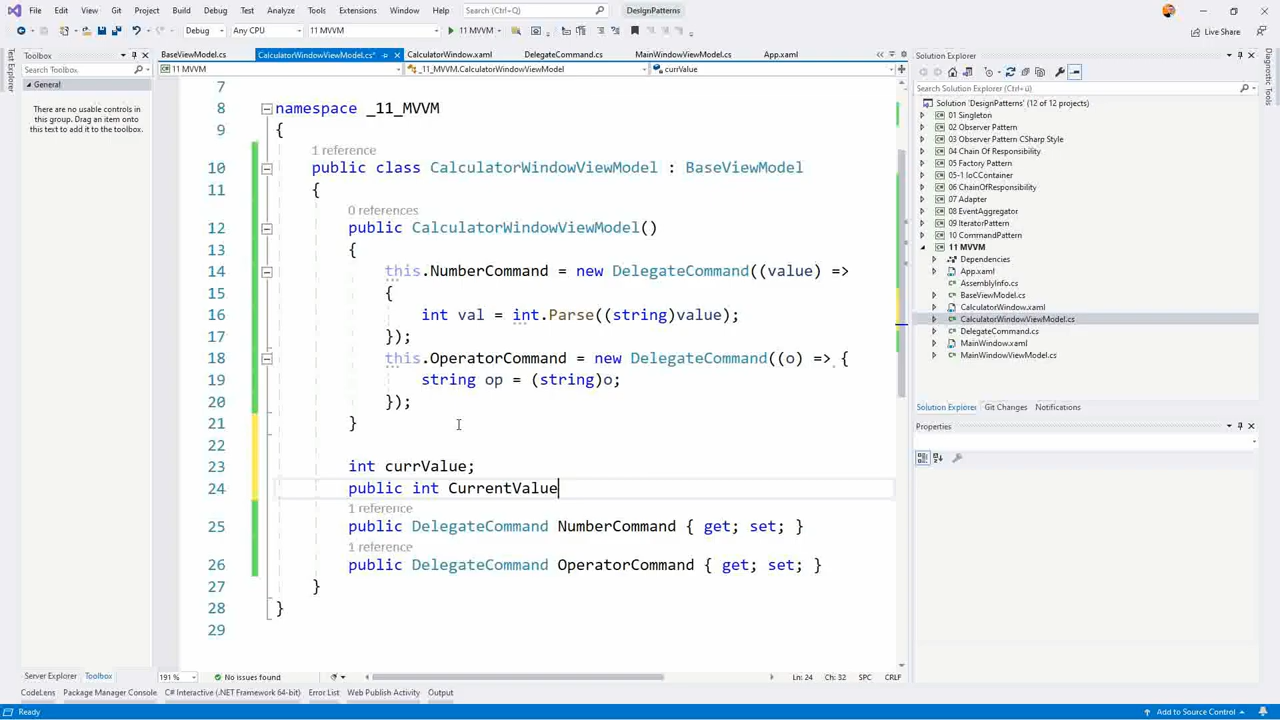 File Edit View Git Project Build Debug Test Analyze Tools Extensions Window Help Search (Ctrl+Q) DesignPatterns
Debug Any CPU 11 MVVM 11 MVVM Live Share
Test Explorer
Toolbox
Search Toolbox
General
There are no usable controls in this group. Drag an item onto this text to add it to the toolbox.
BaseViewModel.cs CalculatorWindowViewModel.cs* CalculatorWindow.xaml DelegateCommand.cs MainWindowViewModel.cs App.xaml
11 MVVM _11_MVVM.CalculatorWindowViewModel currValue
7
8 namespace _11_MVVM
9 {
1 reference
10 public class CalculatorWindowViewModel : BaseViewModel
11 {
0 references
12 public CalculatorWindowViewModel()
13 {
14 this.NumberCommand = new DelegateCommand((value) =>
15 {
16 int val = int.Parse((string)value);
17 });
18 this.OperatorCommand = new DelegateCommand((o) => {
19 string op = (string)o;
20 });
21 }
22
23 int currValue;
24 public int CurrentValue
1 reference
25 public DelegateCommand NumberCommand { get; set; }
1 reference
26 public DelegateCommand OperatorCommand { get; set; }
27 }
28 }
29
191 % No issues found Ln: 24 Ch: 32 SPC CRLF
Solution Explorer
Search Solution Explorer (Ctrl+ü)
Solution 'DesignPatterns' (12 of 12 projects)
01 Singleton
02 Observer Pattern
03 Observer Pattern CSharp Style
04 Chain Of Responsibility
05 Factory Pattern
05-1 IoCContainer
06 ChainOfResponsibility
07 Adapter
08 EventAggregator
09 IteratorPattern
10 CommandPattern
11 MVVM
Dependencies
App.xaml
AssemblyInfo.cs
BaseViewModel.cs
CalculatorWindow.xaml
CalculatorWindowViewModel.cs
DelegateCommand.cs
MainWindow.xaml
MainWindowViewModel.cs
Solution Explorer Git Changes Notifications
Properties
Diagnostic Tools
Server Explorer Toolbox
CodeLens Package Manager Console C# Interactive (.NET Framework 64-bit) Error List Web Publish Activity Output
Ready Add to Source Control